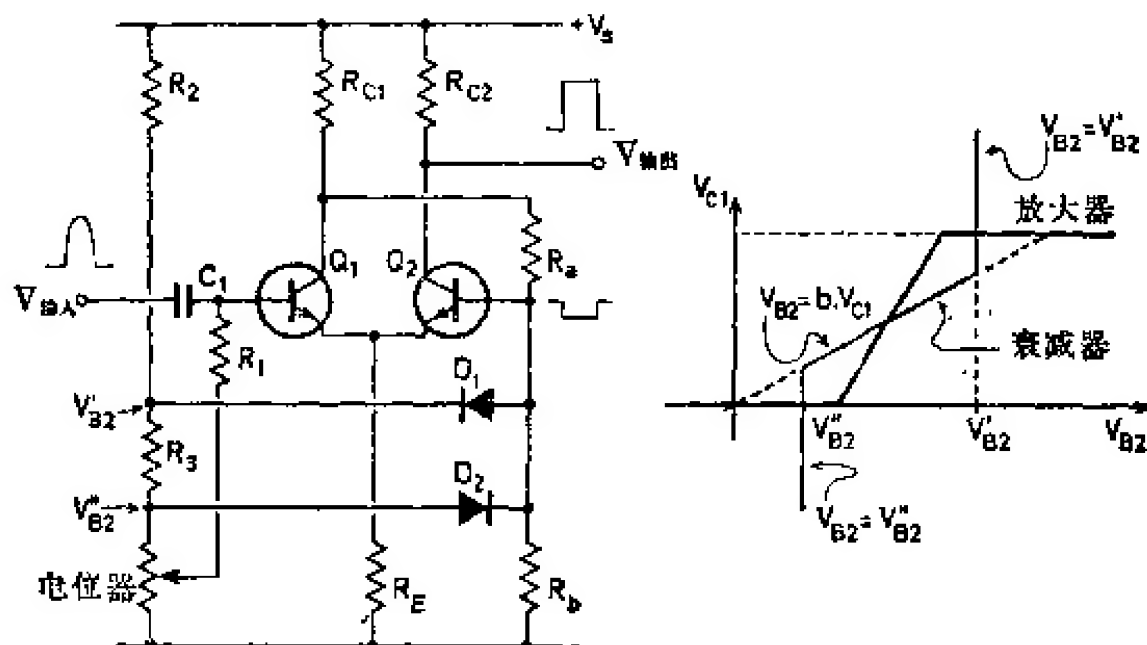 + Vs
R2
RC1
RC2
V输出
Ra
Q1
Q2
C1
V输入
R1
D1
V'B2
R3
D2
V"B2
电位器
RE
Rb
VC1
VB2=V'B2
放大器
VB2=b.VC1
衰减器
V"B2
V'B2
VB2
VB2=V"B2